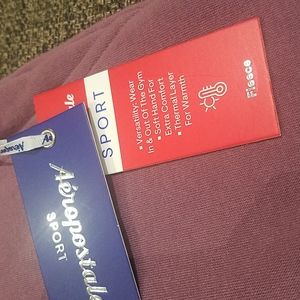 SPORT
▪ Versatility: Wear
In & Out Of The Gym
▪ Soft Hand For
Extra Comfort
▪ Thermal Layer
For Warmth
Fleece
Aéropostale
SPORT